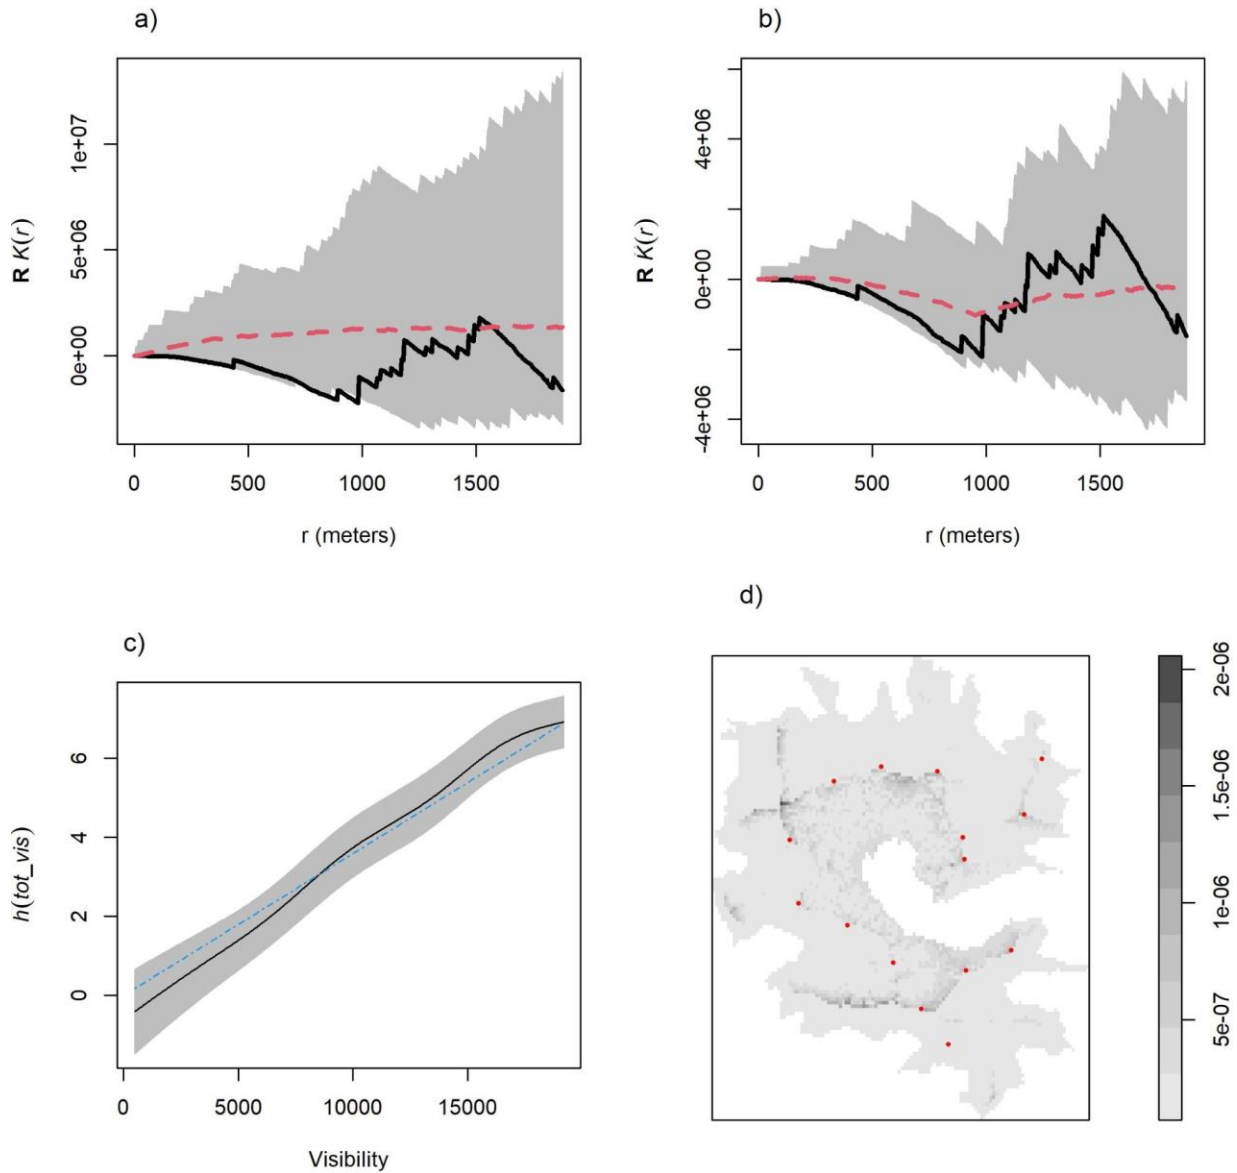 a)
R K(r)
1e+07
5e+06
0e+00
0 500 1000 1500
r (meters)
b)
R K(r)
4e+06
0e+00
-4e+06
0 500 1000 1500
r (meters)
c)
h(tot_vis)
6
4
2
0
0 5000 10000 15000
Visibility
d)
2e-06
1.5e-06
1e-06
5e-07